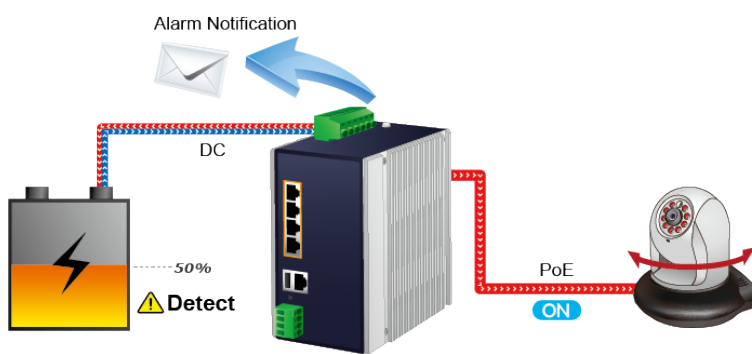 Alarm Notification
DC
50%
Detect
PoE
ON